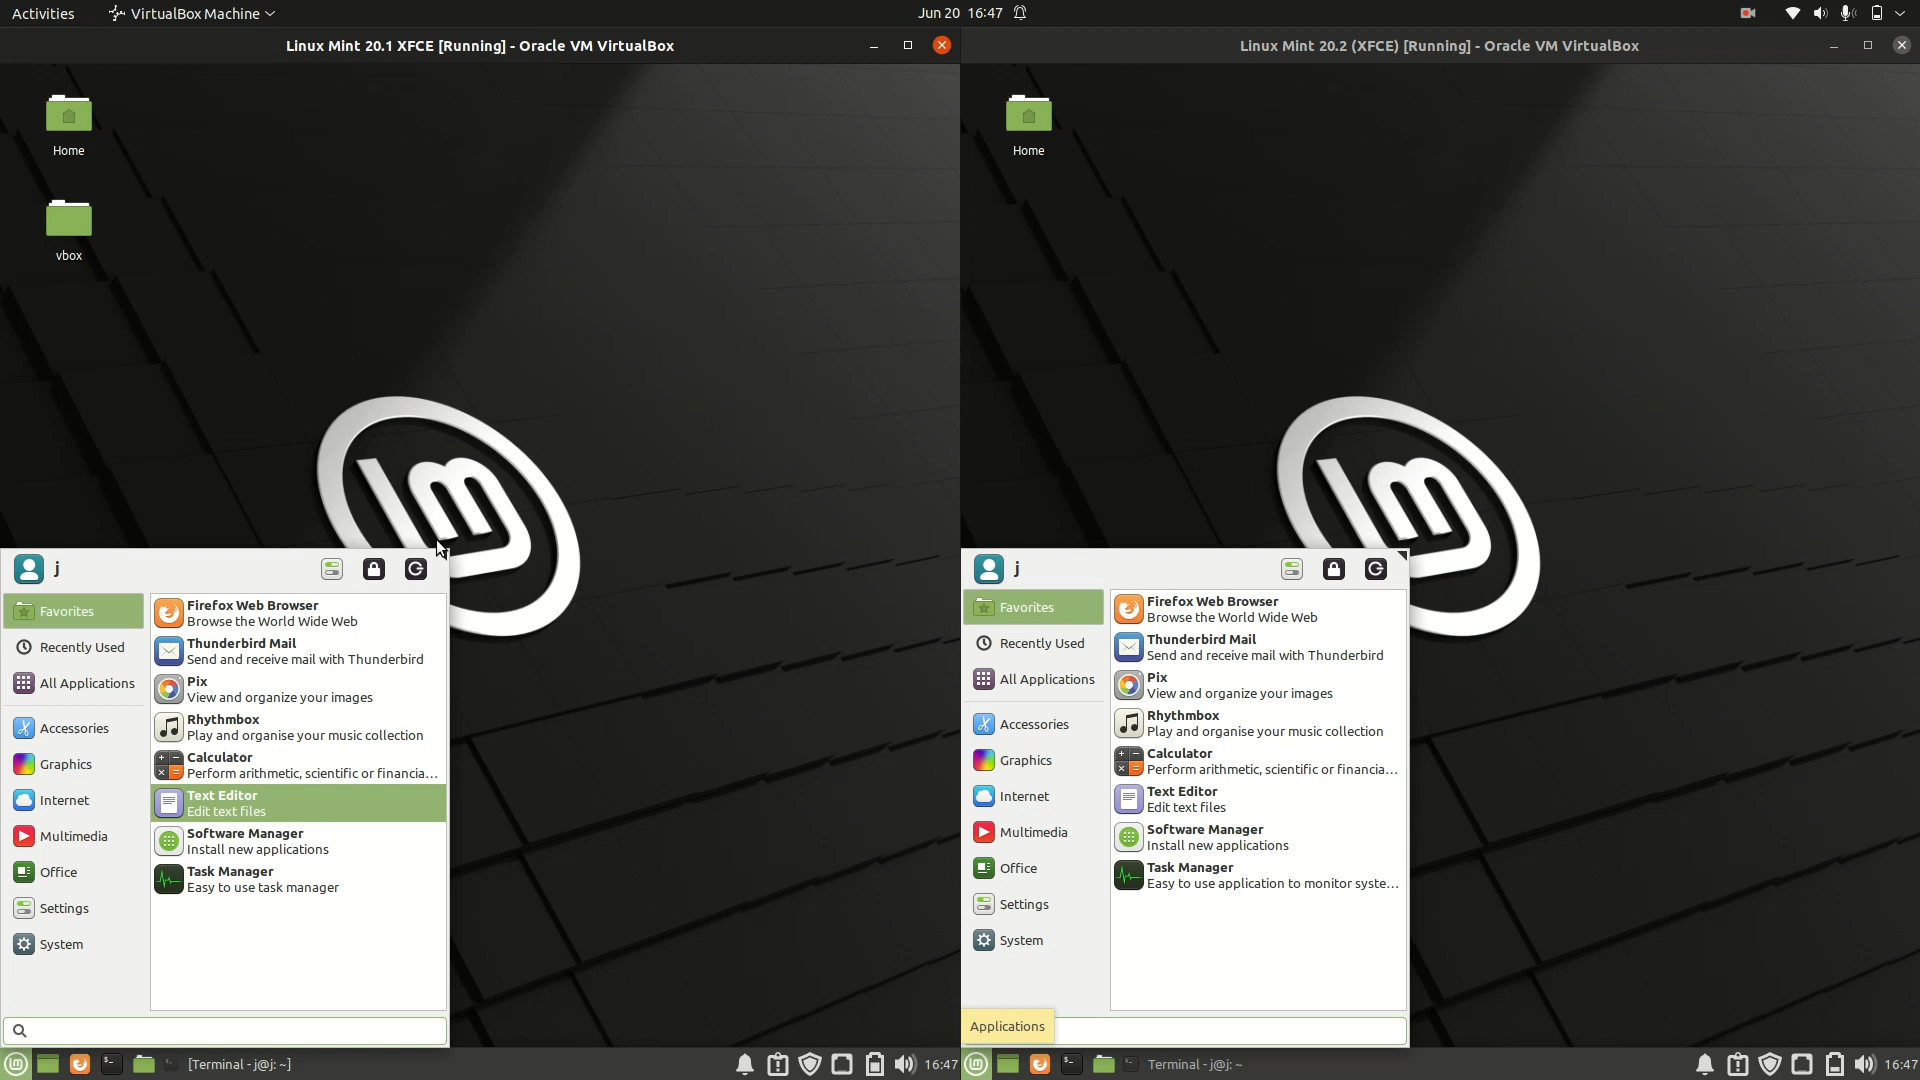 Activities
VirtualBox Machine
Jun 20 16:47
Linux Mint 20.1 XFCE [Running] - Oracle VM VirtualBox
Home
vbox
j
Favorites
Recently Used
All Applications
Accessories
Graphics
Internet
Multimedia
Office
Settings
System
Firefox Web Browser
Browse the World Wide Web
Thunderbird Mail
Send and receive mail with Thunderbird
Pix
View and organize your images
Rhythmbox
Play and organise your music collection
Calculator
Perform arithmetic, scientific or financia...
Text Editor
Edit text files
Software Manager
Install new applications
Task Manager
Easy to use task manager
[Terminal - j@j: ~]
16:47
Linux Mint 20.2 (XFCE) [Running] - Oracle VM VirtualBox
Home
j
Favorites
Recently Used
All Applications
Accessories
Graphics
Internet
Multimedia
Office
Settings
System
Firefox Web Browser
Browse the World Wide Web
Thunderbird Mail
Send and receive mail with Thunderbird
Pix
View and organize your images
Rhythmbox
Play and organise your music collection
Calculator
Perform arithmetic, scientific or financia...
Text Editor
Edit text files
Software Manager
Install new applications
Task Manager
Easy to use application to monitor syste...
Applications
Terminal - j@j: ~
16:47